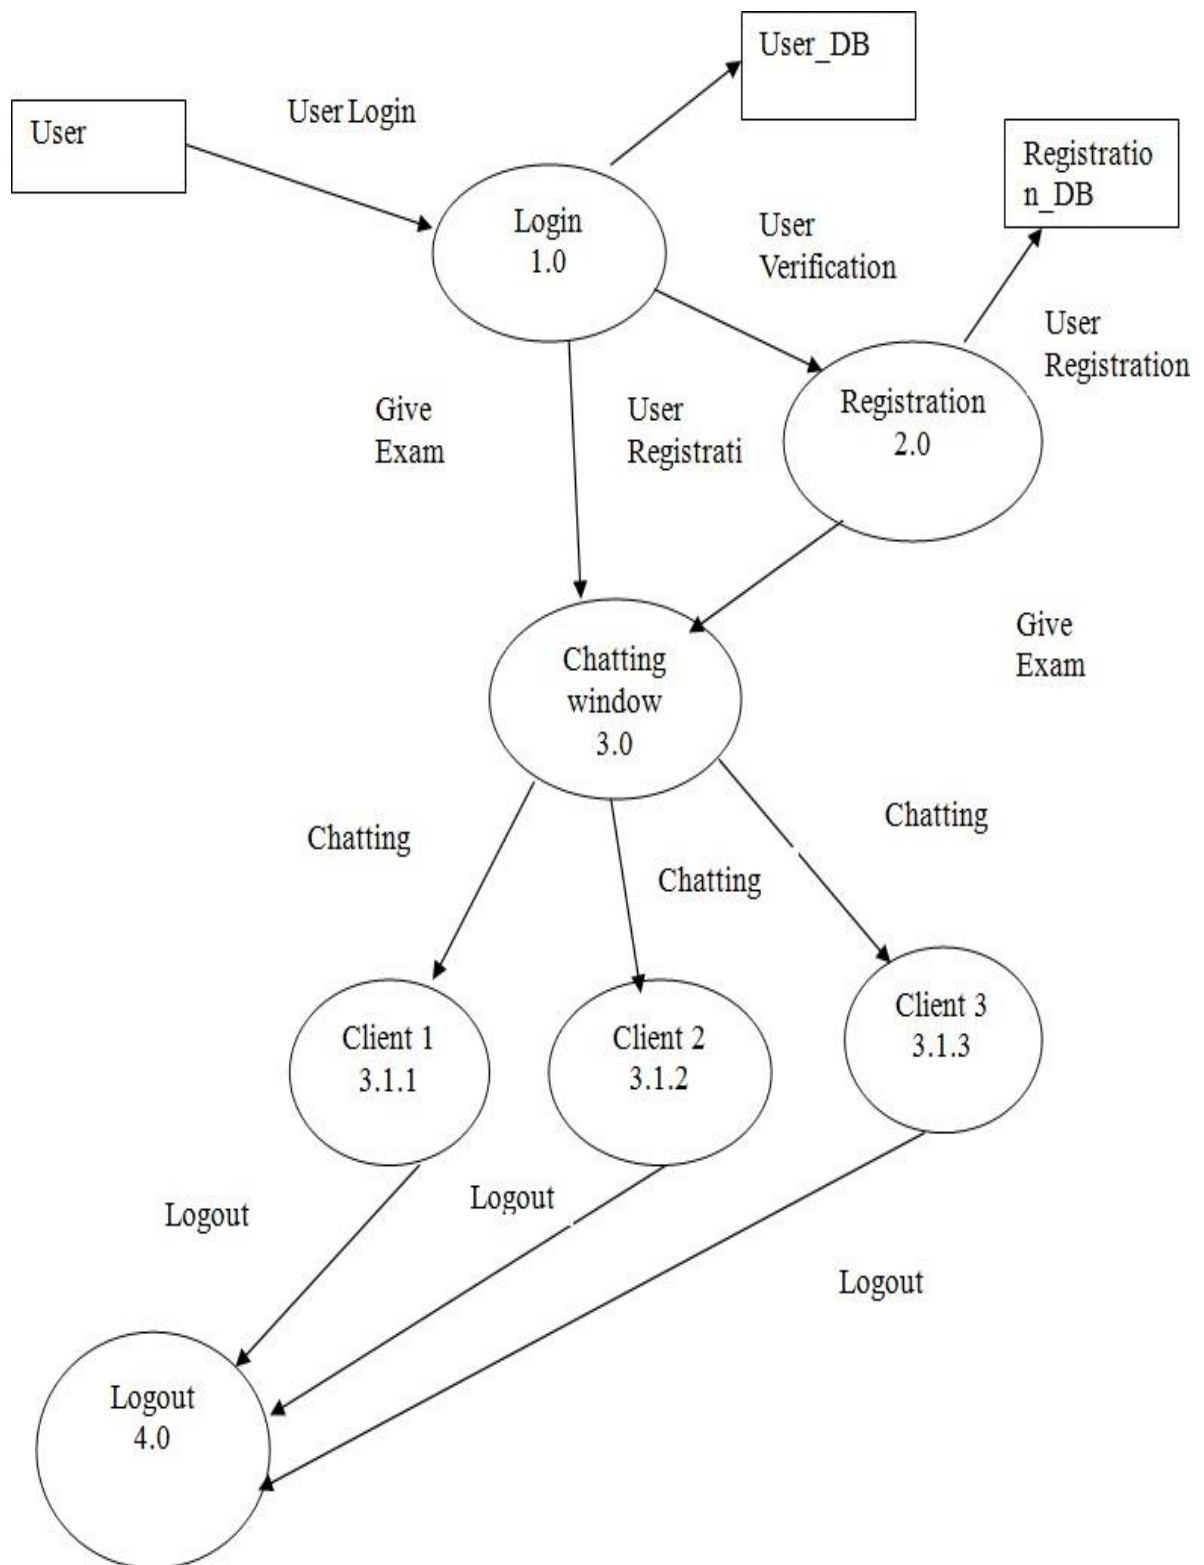 User_DB
User Login
User
Registratio
n_DB
Login
1.0
User
Verification
User
Registration
Give
Exam
User
Registrati
Registration
2.0
Give
Exam
Chatting
window
3.0
Chatting
Chatting
Chatting
Client 1
3.1.1
Client 2
3.1.2
Client 3
3.1.3
Logout
Logout
Logout
Logout
4.0